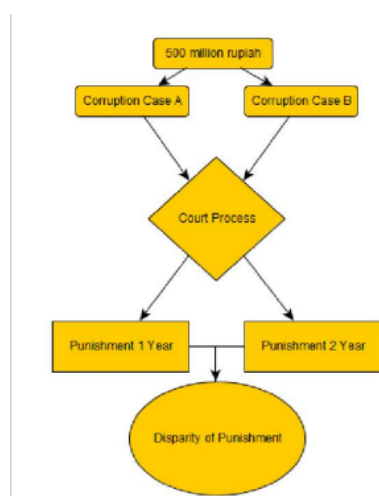 500 million rupiah
Corruption Case A
Corruption Case B
Court Process
Punishment 1 Year
Punishment 2 Year
Disparity of Punishment